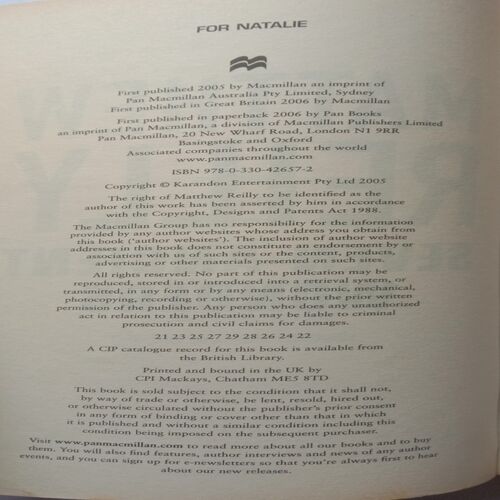 FOR NATALIE
First published 2005 by Macmillan an imprint of
Pan Macmillan Australia Pty Limited, Sydney
First published in Great Britain 2006 by Macmillan
First published in paperback 2006 by Pan Books
an imprint of Pan Macmillan, a division of Macmillan Publishers Limited
Pan Macmillan, 20 New Wharf Road, London N1 9RR
Basingstoke and Oxford
Associated companies throughout the world
www.panmacmillan.com
ISBN 978-0-330-42657-2
Copyright © Karandon Entertainment Pty Ltd 2005
The right of Matthew Reilly to be identified as the
author of this work has been asserted by him in accordance
with the Copyright, Designs and Patents Act 1988.
The Macmillan Group has no responsibility for the information
provided by any author websites whose address you obtain from
this book ('author websites'). The inclusion of author website
addresses in this book does not constitute an endorsement by or
association with us of such sites or the content, products,
advertising or other materials presented on such sites.
All rights reserved. No part of this publication may be
reproduced, stored in or introduced into a retrieval system, or
transmitted, in any form or by any means (electronic, mechanical,
photocopying, recording or otherwise), without the prior written
permission of the publisher. Any person who does any unauthorized
act in relation to this publication may be liable to criminal
prosecution and civil claims for damages.
21 23 25 27 29 28 26 24 22
A CIP catalogue record for this book is available from
the British Library.
Printed and bound in the UK by
CPI Mackays, Chatham ME5 8TD
This book is sold subject to the condition that it shall not,
by way of trade or otherwise, be lent, resold, hired out,
or otherwise circulated without the publisher's prior consent
in any form of binding or cover other than that in which
it is published and without a similar condition including this
condition being imposed on the subsequent purchaser.
Visit www.panmacmillan.com to read more about all our books and to buy
them. You will also find features, author interviews and news of any author
events, and you can sign up for e-newsletters so that you're always first to hear
about our new releases.